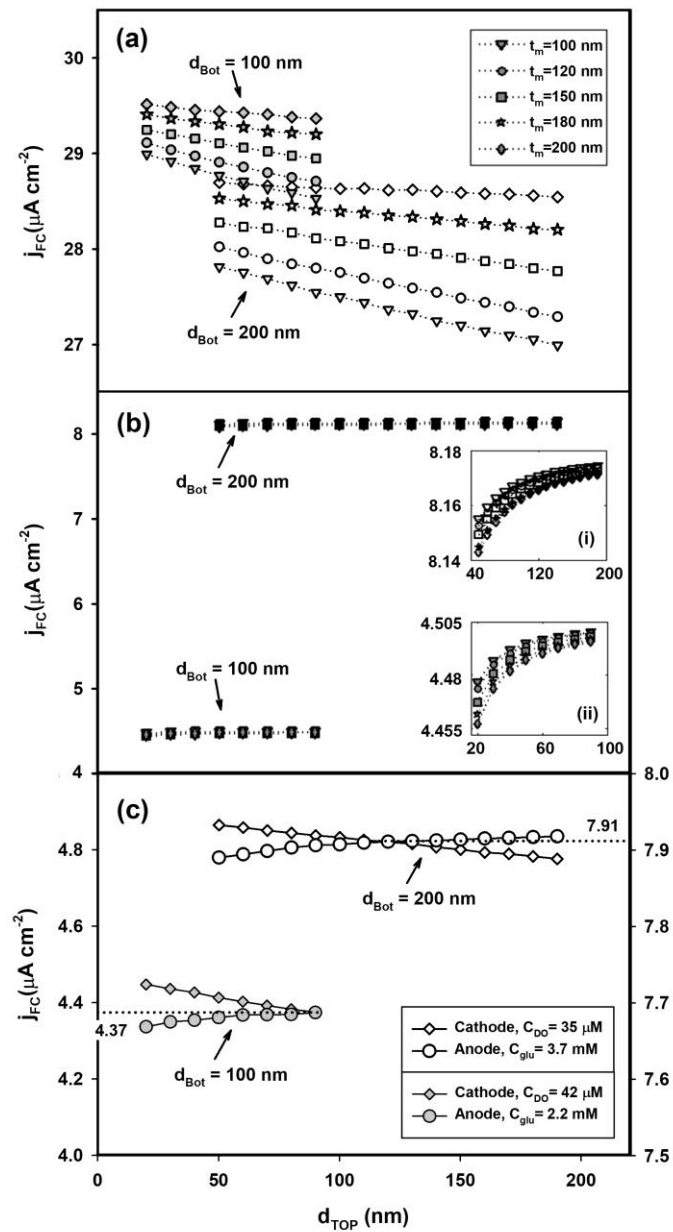 (a)
d_Bot = 100 nm
t_m=100 nm
t_m=120 nm
t_m=150 nm
t_m=180 nm
t_m=200 nm
30
29
28
27
j_FC(μA cm^-2)
d_Bot = 200 nm
(b)
8
7
6
5
4
j_FC(μA cm^-2)
d_Bot = 200 nm
8.18
8.16
8.14
40
120
200
(i)
d_Bot = 100 nm
4.505
4.48
4.455
20
60
100
(ii)
(c)
8.0
7.9
7.8
7.7
7.6
7.5
4.8
4.6
4.4
4.2
4.0
j_FC(μA cm^-2)
7.91
d_Bot = 200 nm
4.37
d_Bot = 100 nm
Cathode, C_DO= 35 μM
Anode, C_glu= 3.7 mM
Cathode, C_DO= 42 μM
Anode, C_glu= 2.2 mM
0
50
100
150
200
d_TOP (nm)